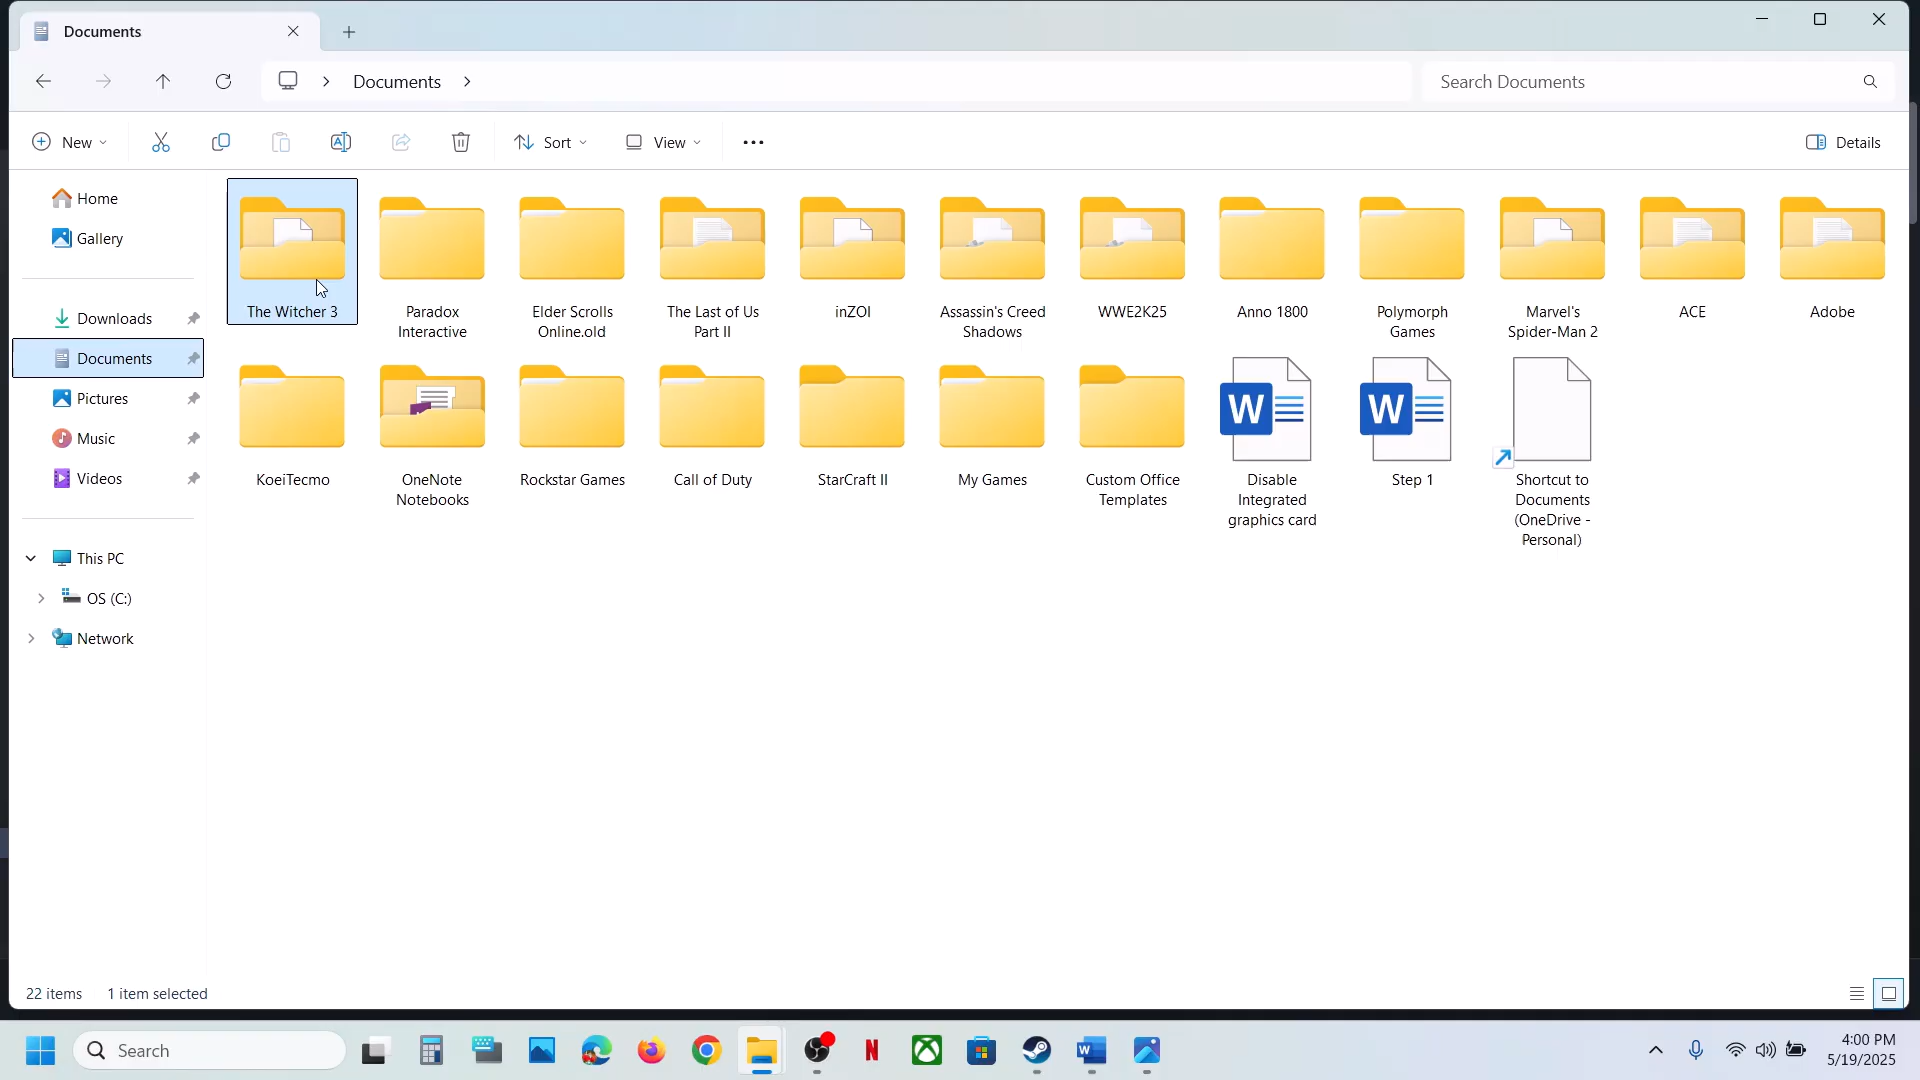 Documents
Documents
Search Documents
New
Sort
View
Details
Home
Gallery
Downloads
Documents
Pictures
Music
Videos
This PC
OS (C:)
Network
The Witcher 3
Paradox
Interactive
Elder Scrolls
Online.old
The Last of Us
Part II
inZOI
Assassin's Creed
Shadows
WWE2K25
Anno 1800
Polymorph
Games
Marvel's
Spider-Man 2
ACE
Adobe
KoeiTecmo
OneNote
Notebooks
Rockstar Games
Call of Duty
StarCraft II
My Games
Custom Office
Templates
W
Disable
Integrated
graphics card
W
Step 1
Shortcut to
Documents
(OneDrive -
Personal)
22 items
1 item selected
Search
N
W
4:00 PM
5/19/2025